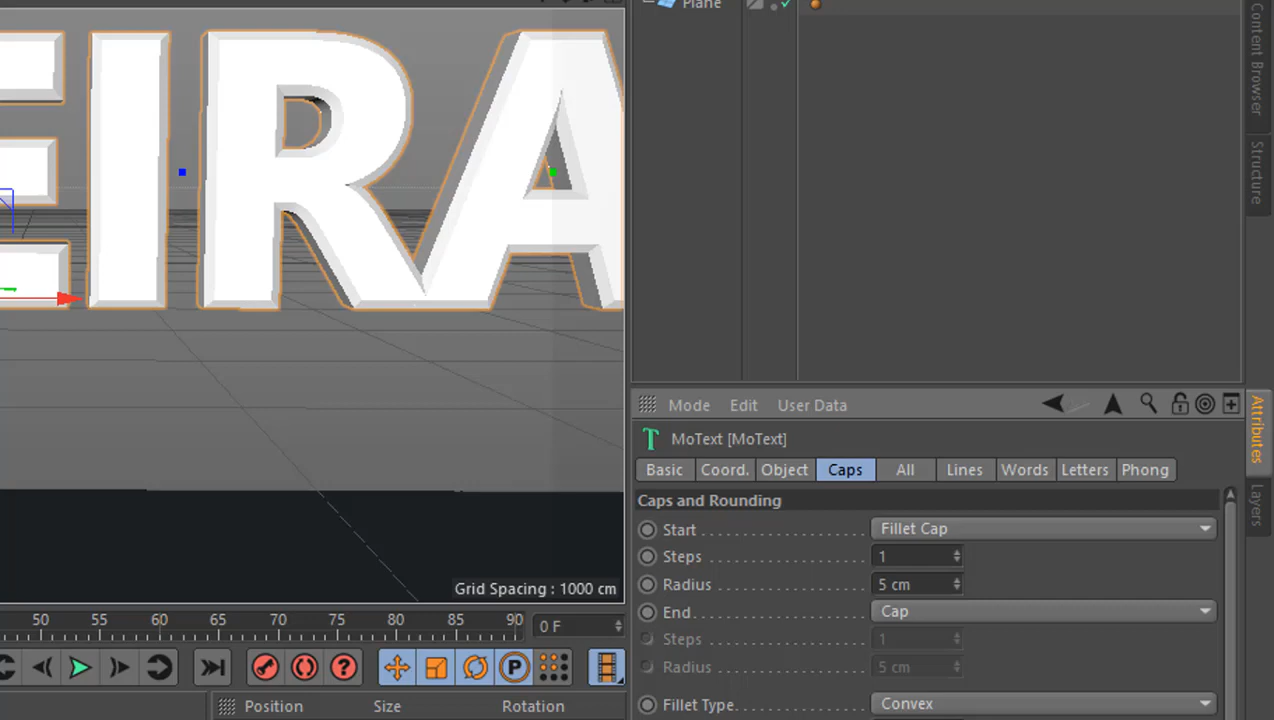 Plane
Content Browser
Structure
EIRA
Grid Spacing : 1000 cm
50 55 60 65 70 75 80 85 90 0 F
Position Size Rotation
Mode Edit User Data
MoText [MoText]
Basic Coord. Object Caps All Lines Words Letters Phong
Caps and Rounding
Start Fillet Cap
Steps 1
Radius 5 cm
End Cap
Steps 1
Radius 5 cm
Fillet Type Convex
Attributes
Layers